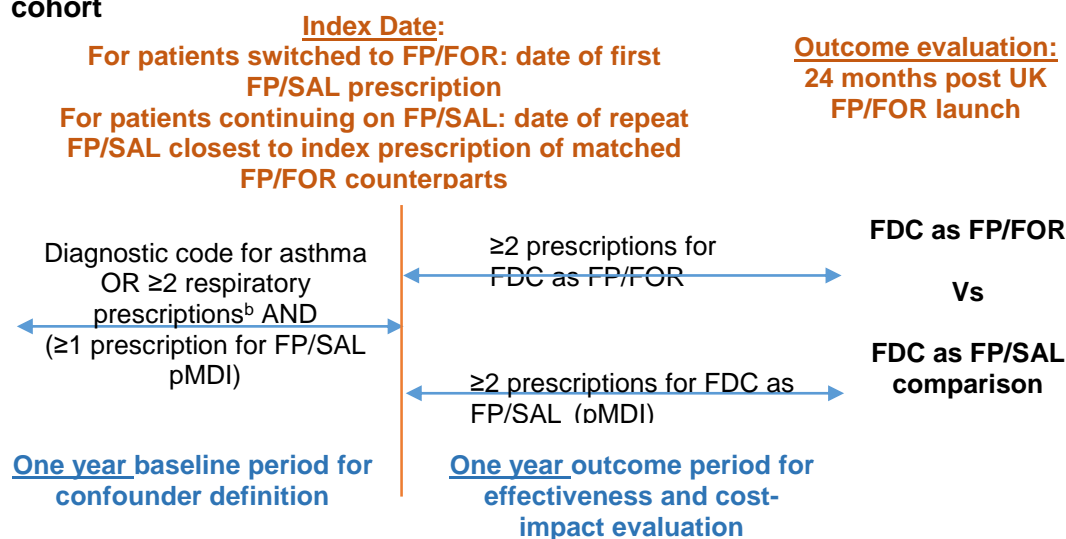 cohort
Index Date:
For patients switched to FP/FOR: date of first
FP/SAL prescription
For patients continuing on FP/SAL: date of repeat
FP/SAL closest to index prescription of matched
FP/FOR counterparts
Outcome evaluation:
24 months post UK
FP/FOR launch
Diagnostic code for asthma
OR ≥2 respiratory
prescriptionsᵇ AND
(≥1 prescription for FP/SAL
pMDI)
≥2 prescriptions for
FDC as FP/FOR
≥2 prescriptions for FDC as
FP/SAL (pMDI)
FDC as FP/FOR
Vs
FDC as FP/SAL
comparison
One year baseline period for
confounder definition
One year outcome period for
effectiveness and cost-
impact evaluation